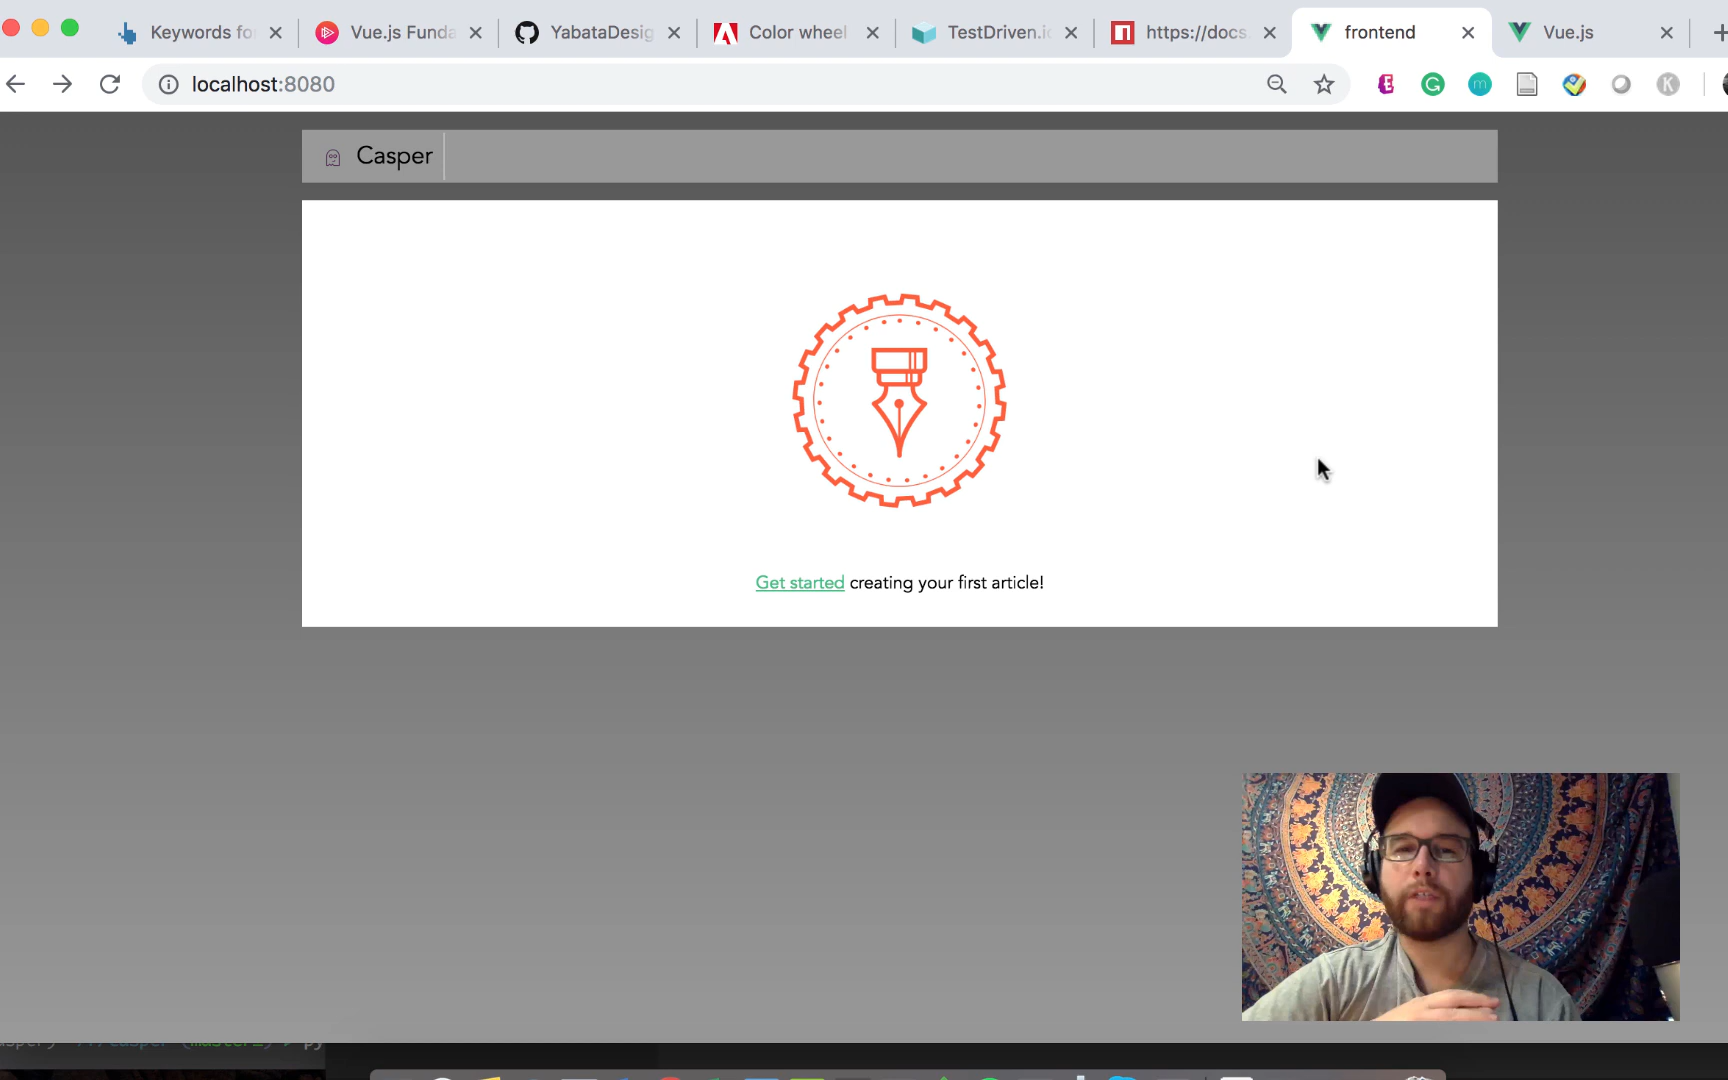 Keywords fo
Vue.js Funda
YabataDesig
Color wheel
TestDriven.io
https://docs.
frontend
Vue.js
localhost:8080
Casper
Get started creating your first article!